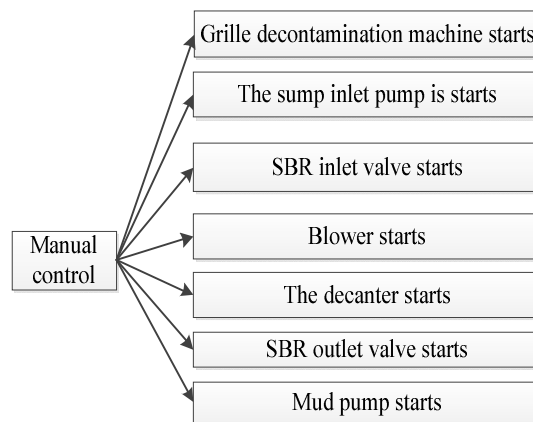 Grille decontamination machine starts
The sump inlet pump is starts
SBR inlet valve starts
Blower starts
Manual
control
The decanter starts
SBR outlet valve starts
Mud pump starts